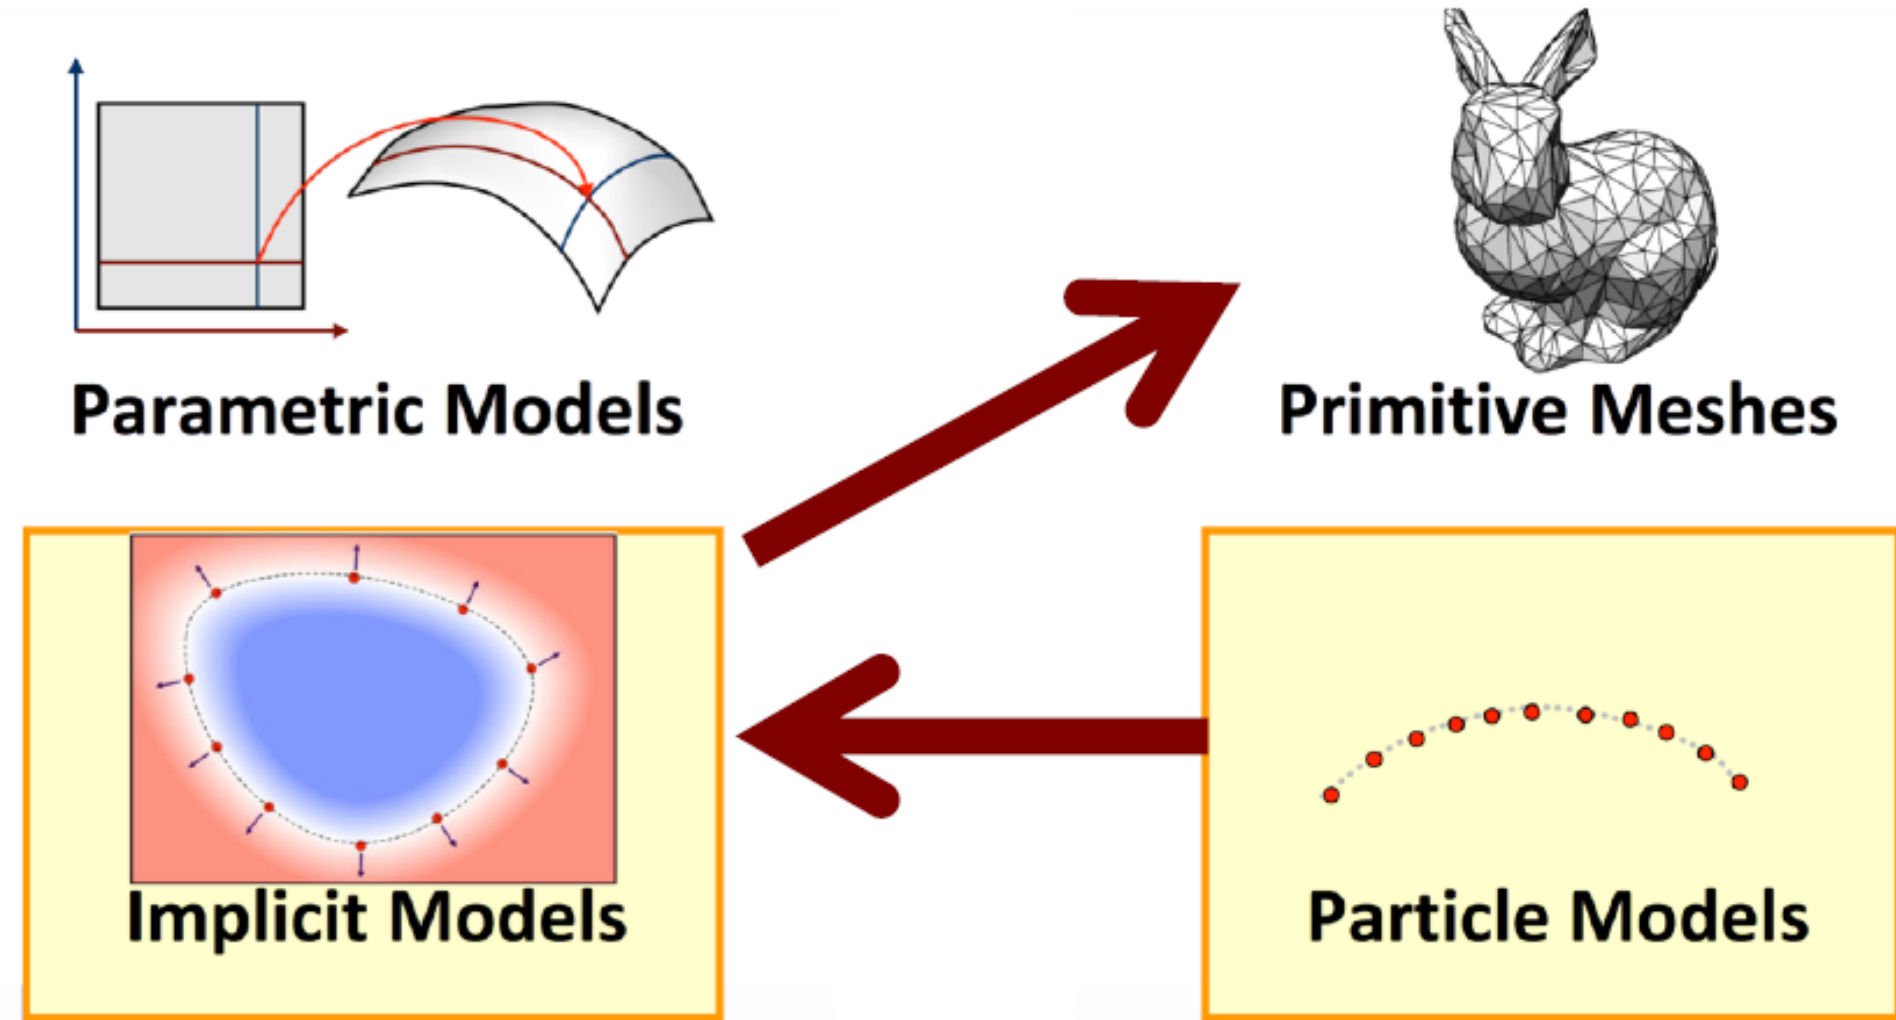 Parametric Models
Primitive Meshes
Implicit Models
Particle Models